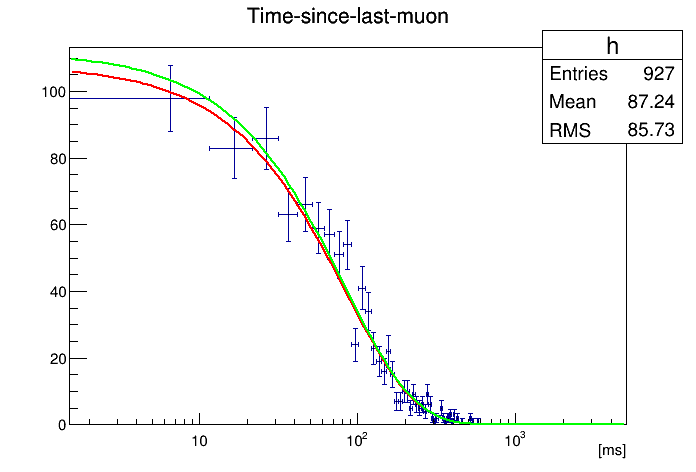 Time-since-last-muon
h
Entries 927
Mean 87.24
RMS 85.73
100
80
60
40
20
0
10
10²
10³
[ms]